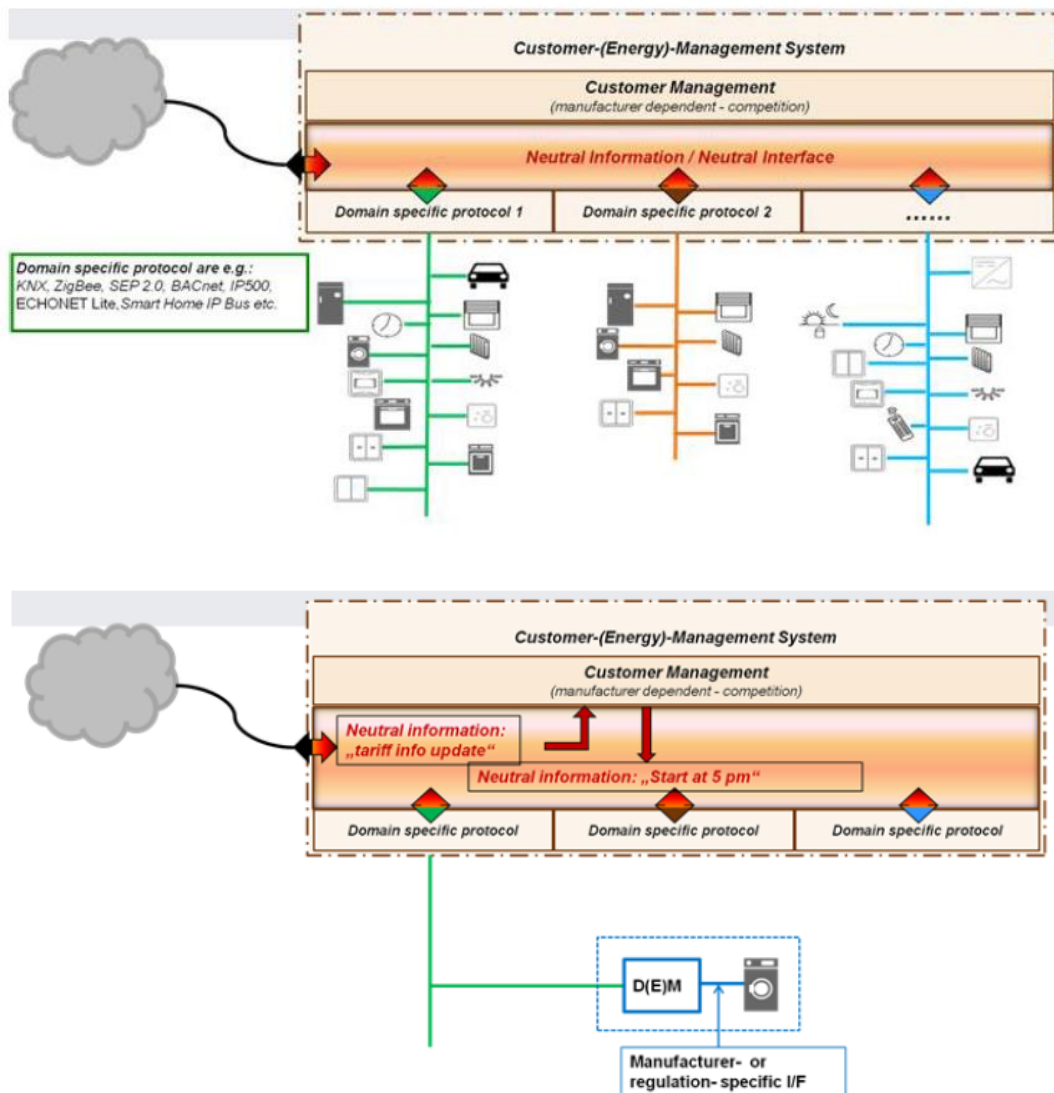 Customer-(Energy)-Management System
Customer Management
(manufacturer dependent - competition)
Neutral Information / Neutral Interface
Domain specific protocol 1
Domain specific protocol 2
......
Domain specific protocol are e.g.:
KNX, ZigBee, SEP 2.0, BACnet, IP500,
ECHONET Lite, Smart Home IP Bus etc.
Customer-(Energy)-Management System
Customer Management
(manufacturer dependent - competition)
Neutral information:
„tariff info update“
Neutral information: „Start at 5 pm“
Domain specific protocol
Domain specific protocol
Domain specific protocol
D(E)M
Manufacturer- or
regulation- specific I/F